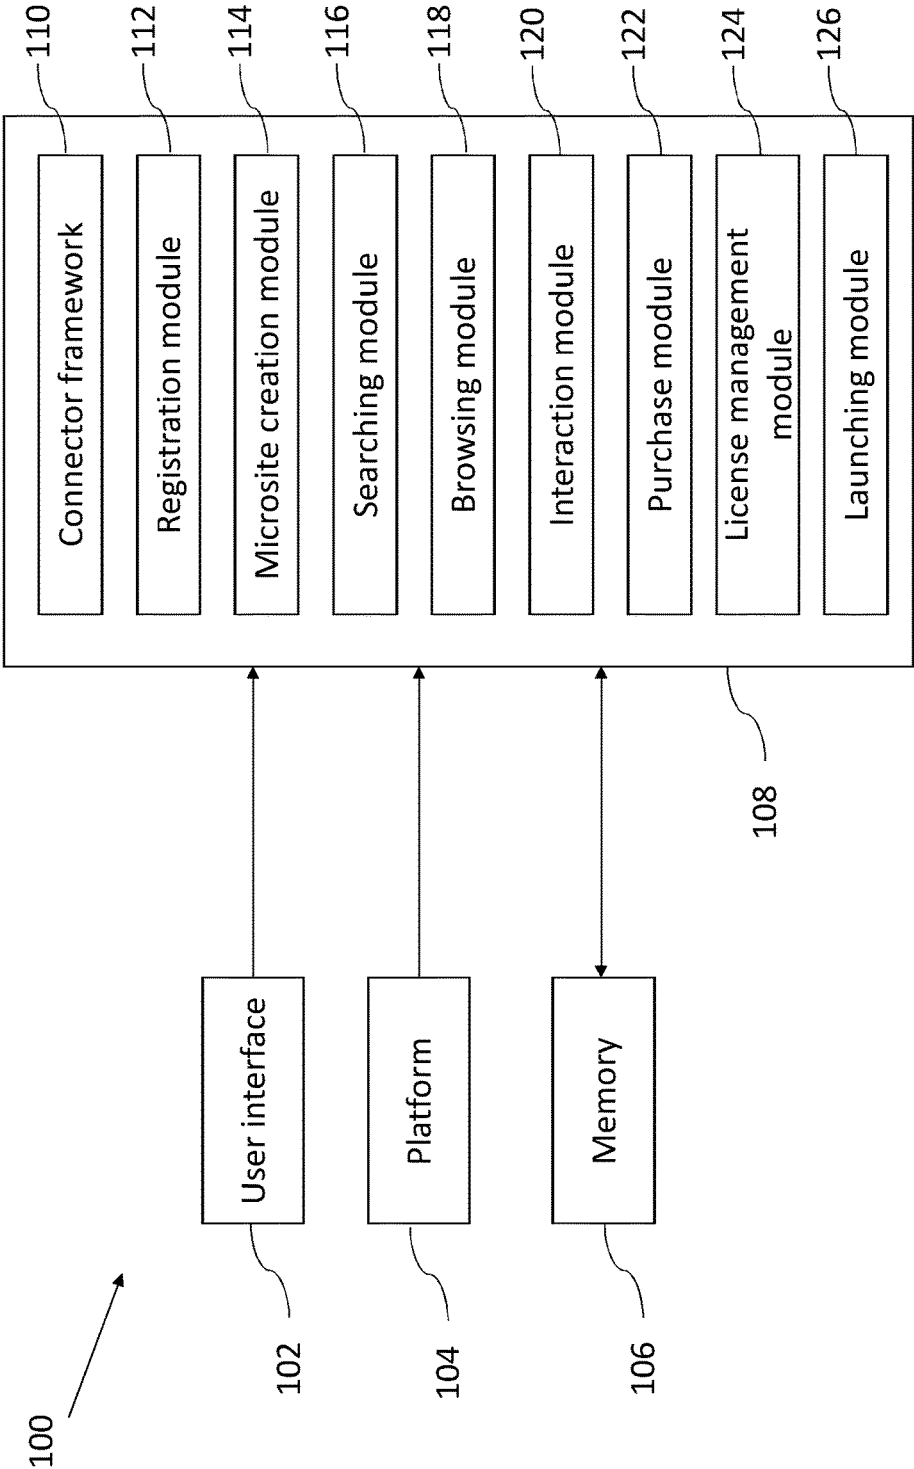 100
User interface
102
Platform
104
Memory
106
108
Connector framework
110
Registration module
112
Microsite creation module
114
Searching module
116
Browsing module
118
Interaction module
120
Purchase module
122
License management
module
124
Launching module
126